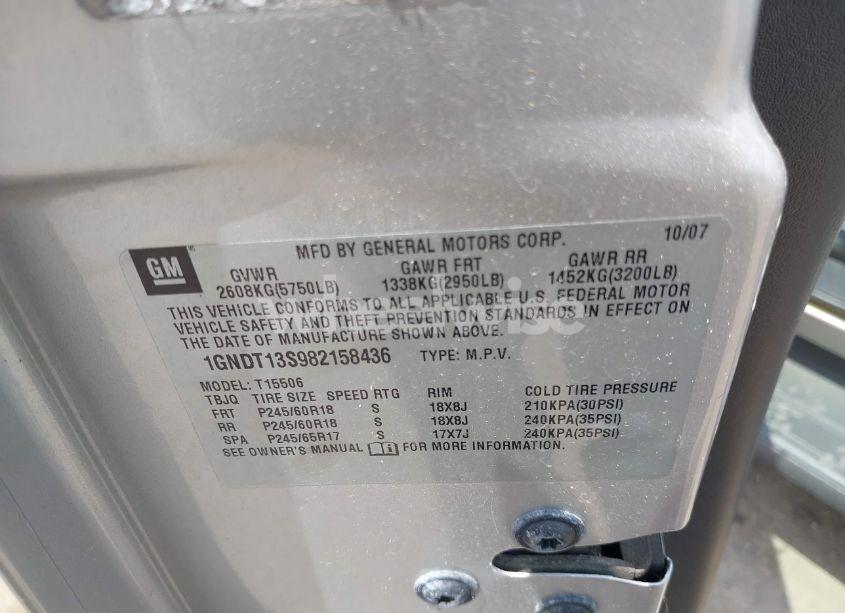 GM
MFD BY GENERAL MOTORS CORP.
10/07
GVWR GAWR FRT GAWR RR
2608KG(5750LB) 1338KG(2950LB) 1452KG(3200LB)
THIS VEHICLE CONFORMS TO ALL APPLICABLE U.S. FEDERAL MOTOR
VEHICLE SAFETY AND THEFT PREVENTION STANDARDS IN EFFECT ON
THE DATE OF MANUFACTURE SHOWN ABOVE.
1GNDT13S982158436 TYPE: M.P.V.
MODEL: T15506
TBJQ TIRE SIZE SPEED RTG RIM COLD TIRE PRESSURE
FRT P245/60R18 S 18X8J 210KPA(30PSI)
RR P245/60R18 S 18X8J 240KPA(35PSI)
SPA P245/65R17 S 17X7J 240KPA(35PSI)
SEE OWNER'S MANUAL FOR MORE INFORMATION.